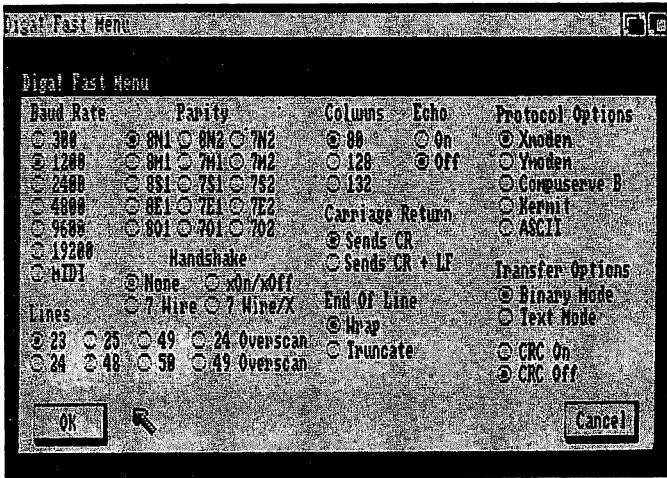 Diga! Fast Menu
Diga! Fast Menu
Baud Rate
300
1200
2400
4800
9600
19200
MIDI
Parity
8N1 8N2 7N2
8M1 7M1 7M2
8S1 7S1 7S2
8E1 7E1 7E2
8O1 7O1 7O2
Handshake
None xOn/xOff
7 Wire 7 Wire/X
Lines
23 25 49 24 Overscan
24 48 50 49 Overscan
Columns
80
128
132
Echo
On
Off
Carriage Return
Sends CR
Sends CR + LF
End Of Line
Wrap
Truncate
Protocol Options
Xmodem
Ymodem
Compuserve B
Kermit
ASCII
Transfer Options
Binary Mode
Text Mode
CRC On
CRC Off
OK
Cancel